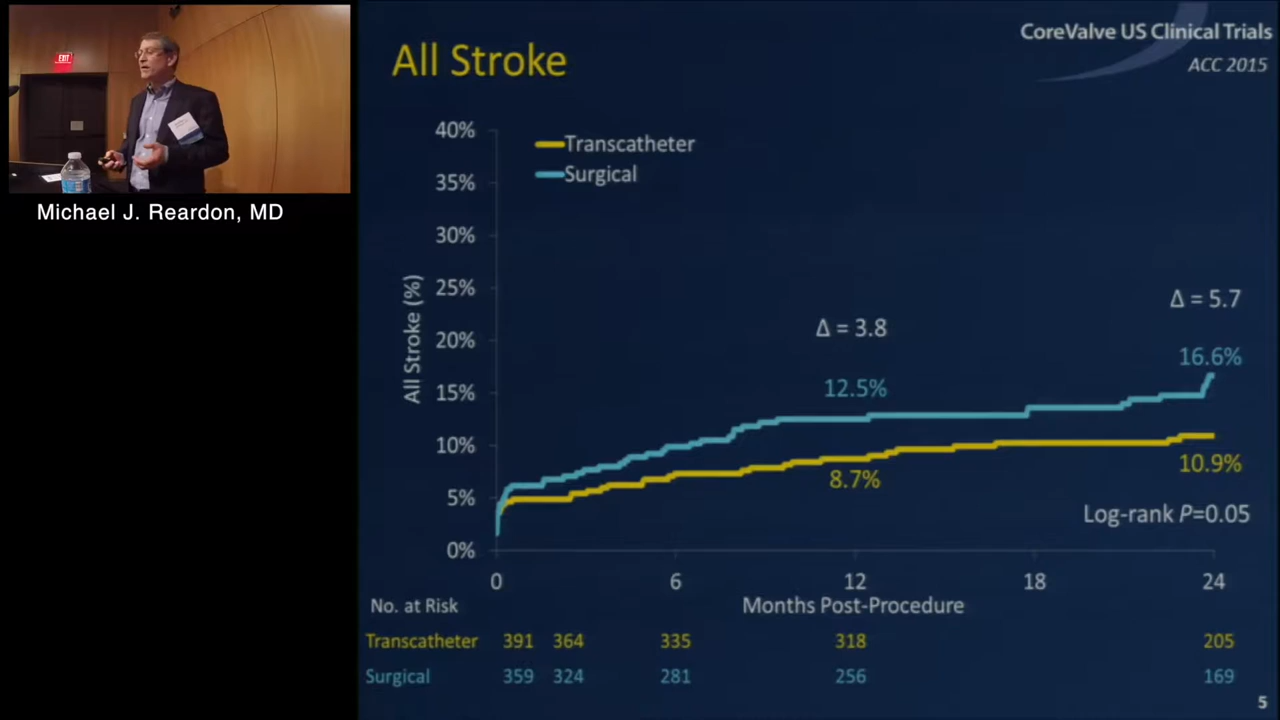 EXIT
Michael J. Reardon, MD
All Stroke
CoreValve US Clinical Trials
ACC 2015
Transcatheter
Surgical
All Stroke (%)
40%
35%
30%
25%
20%
15%
10%
5%
0%
Δ = 3.8
12.5%
8.7%
Δ = 5.7
16.6%
10.9%
Log-rank P=0.05
0 6 12 18 24
Months Post-Procedure
No. at Risk
Transcatheter 391 364 335 318 205
Surgical 359 324 281 256 169
5